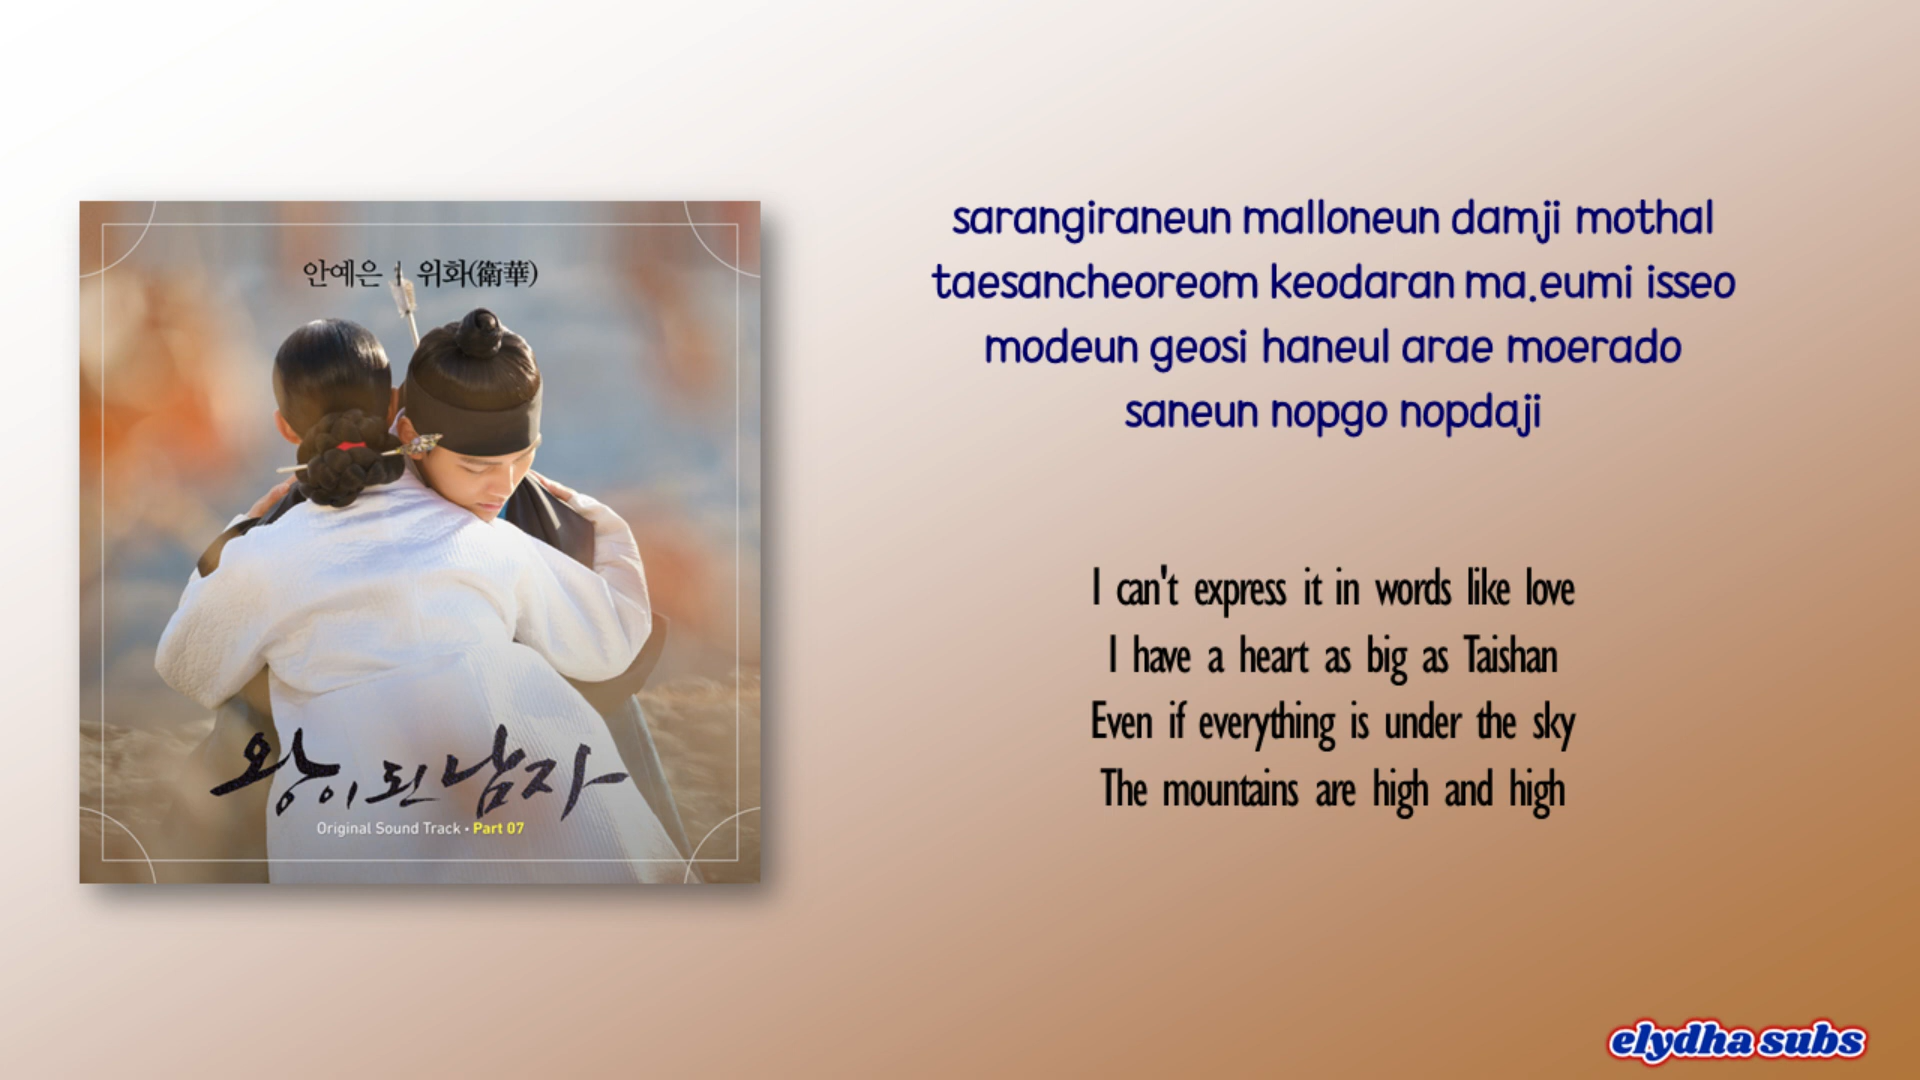 안예은 | 위화(衛華)
왕이 된 남자
Original Sound Track • Part 07
sarangiraneun malloneun damji mothal
taesancheoreom keodaran ma.eumi isseo
modeun geosi haneul arae moerado
saneun nopgo nopdaji
I can't express it in words like love
I have a heart as big as Taishan
Even if everything is under the sky
The mountains are high and high
elydha subs